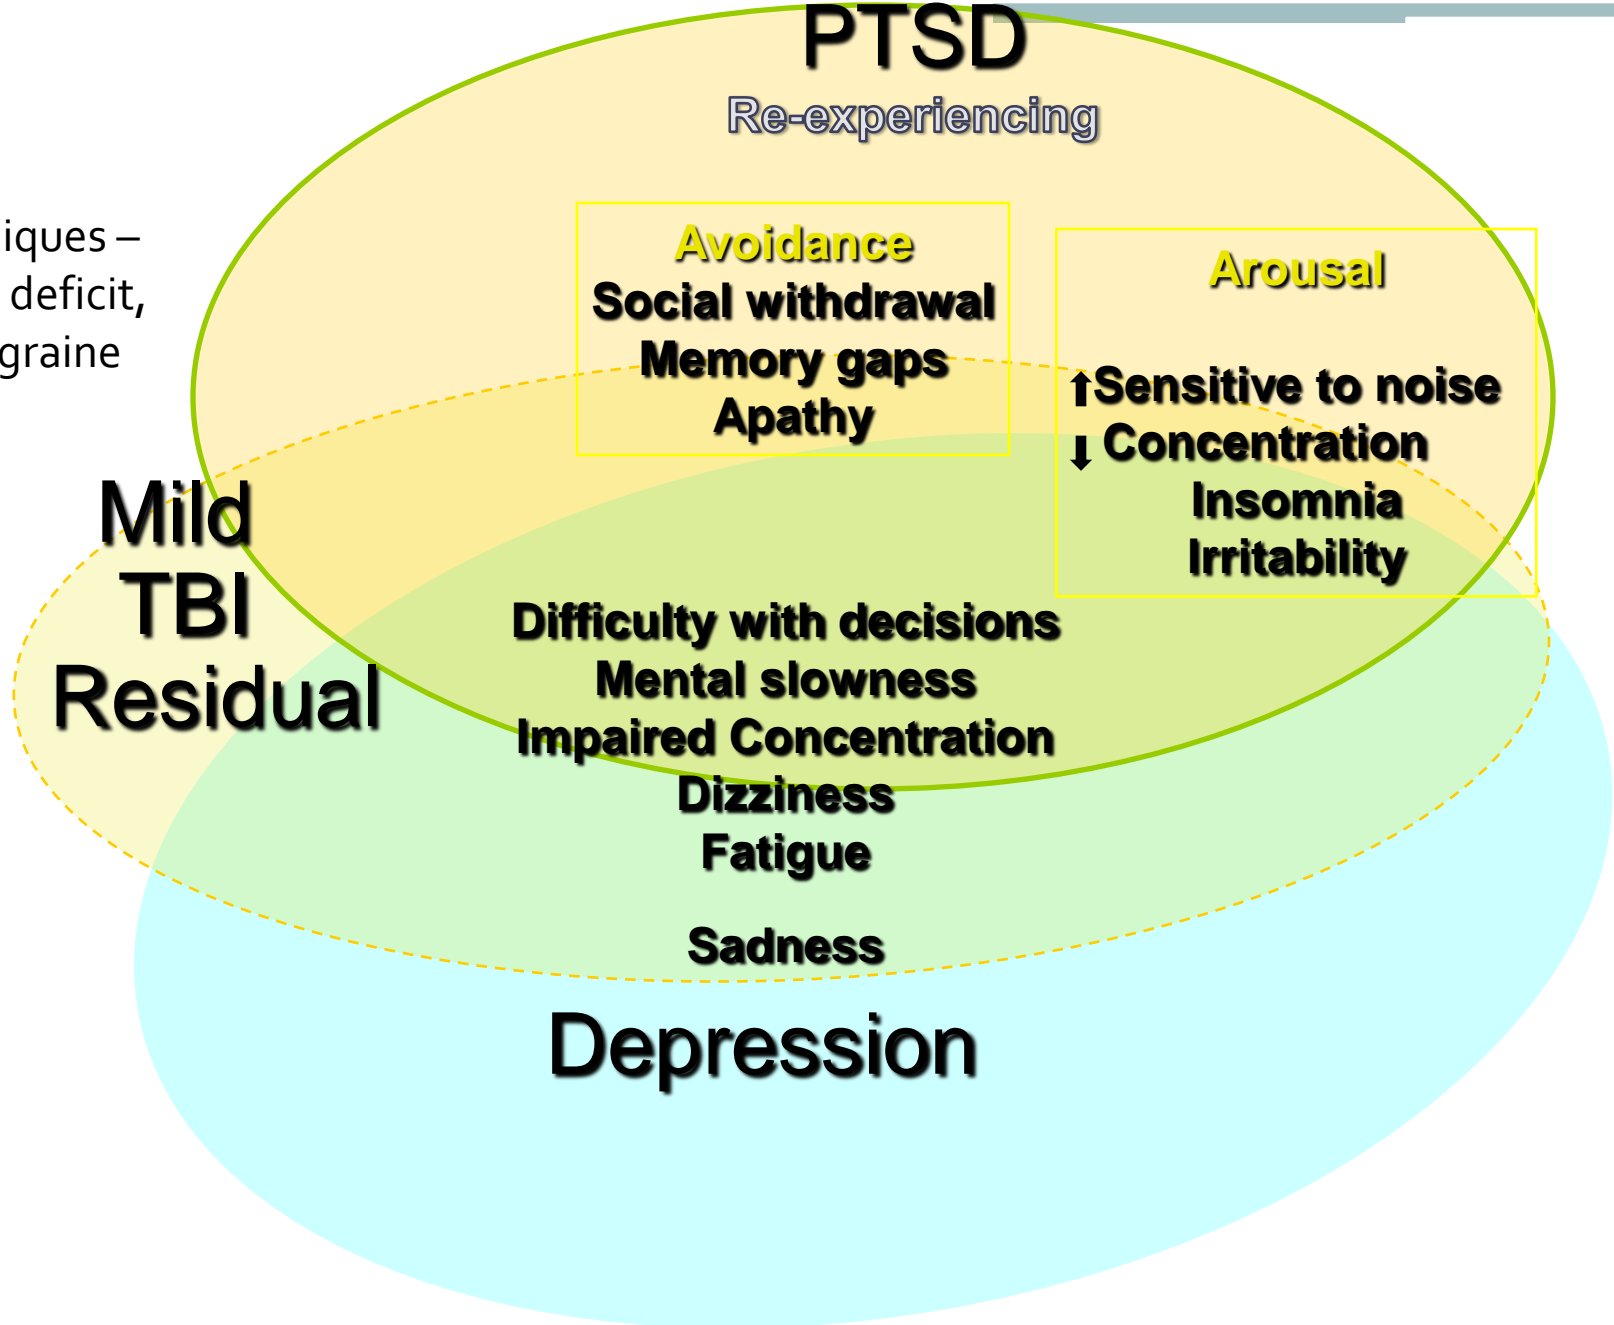 PTSD
Re-experiencing
iques –
deficit,
graine
Avoidance
Social withdrawal
Memory gaps
Apathy
Arousal
⬆Sensitive to noise
⬇ Concentration
Insomnia
Irritability
Mild
TBI
Residual
Difficulty with decisions
Mental slowness
Impaired Concentration
Dizziness
Fatigue
Sadness
Depression